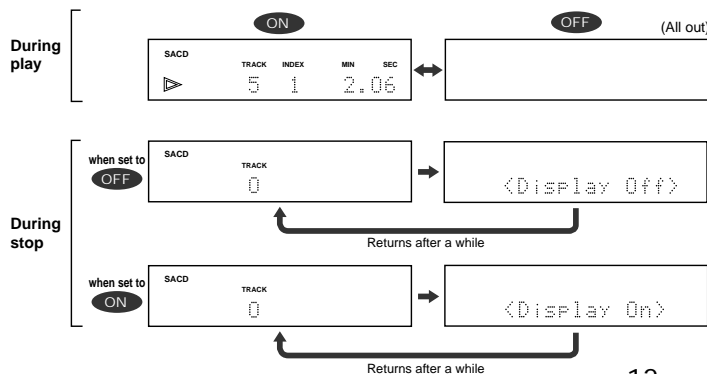 ON OFF (All out)
During play
SACD
TRACK INDEX MIN SEC
5 1 2.06
During stop
when set to OFF
SACD
TRACK
0
<Display Off>
Returns after a while
when set to ON
SACD
TRACK
0
<Display On>
Returns after a while